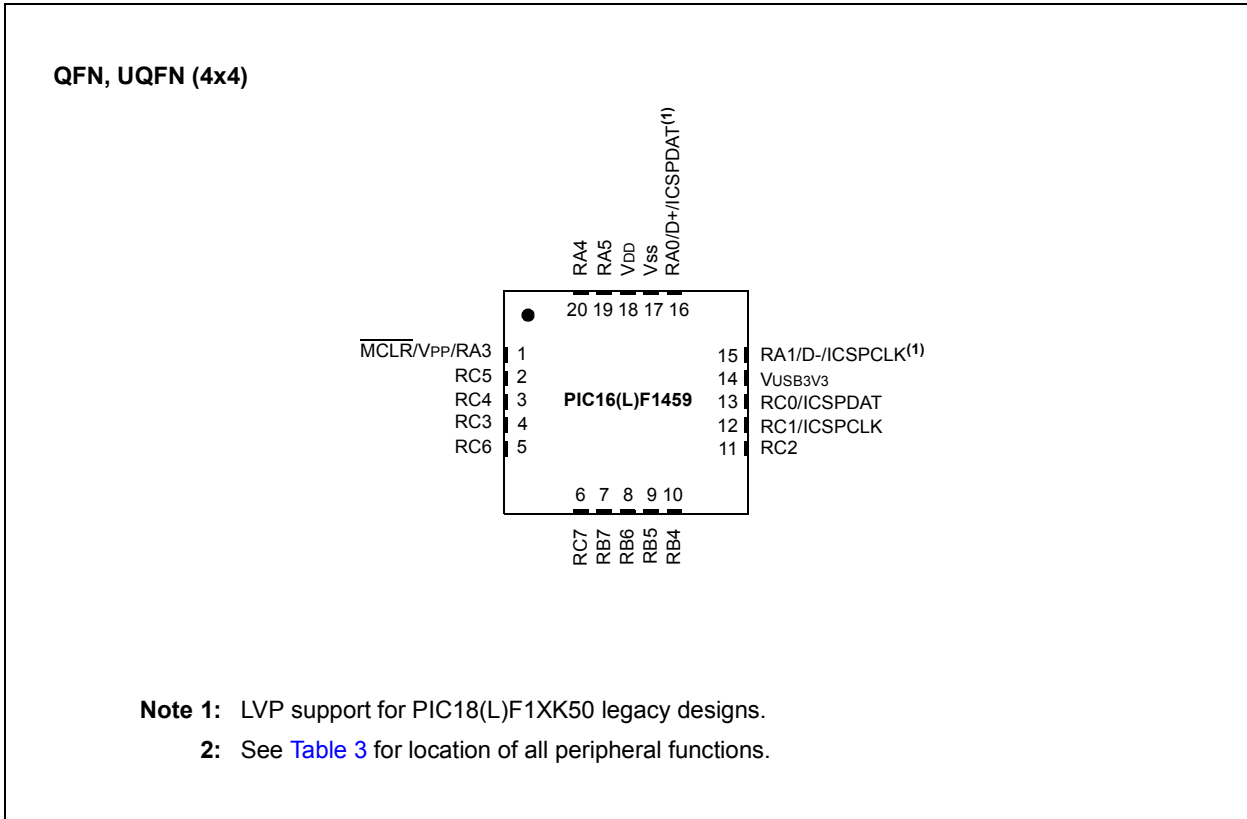 QFN, UQFN (4x4)
RA4
RA5
VDD
Vss
RA0/D+/ICSPDAT(1)
20 19 18 17 16
MCLR/VPP/RA3 1
RC5 2
RC4 3
RC3 4
RC6 5
PIC16(L)F1459
15 RA1/D-/ICSPCLK(1)
14 VUSB3V3
13 RC0/ICSPDAT
12 RC1/ICSPCLK
11 RC2
6 7 8 9 10
RC7
RB7
RB6
RB5
RB4
Note 1: LVP support for PIC18(L)F1XK50 legacy designs.
2: See Table 3 for location of all peripheral functions.